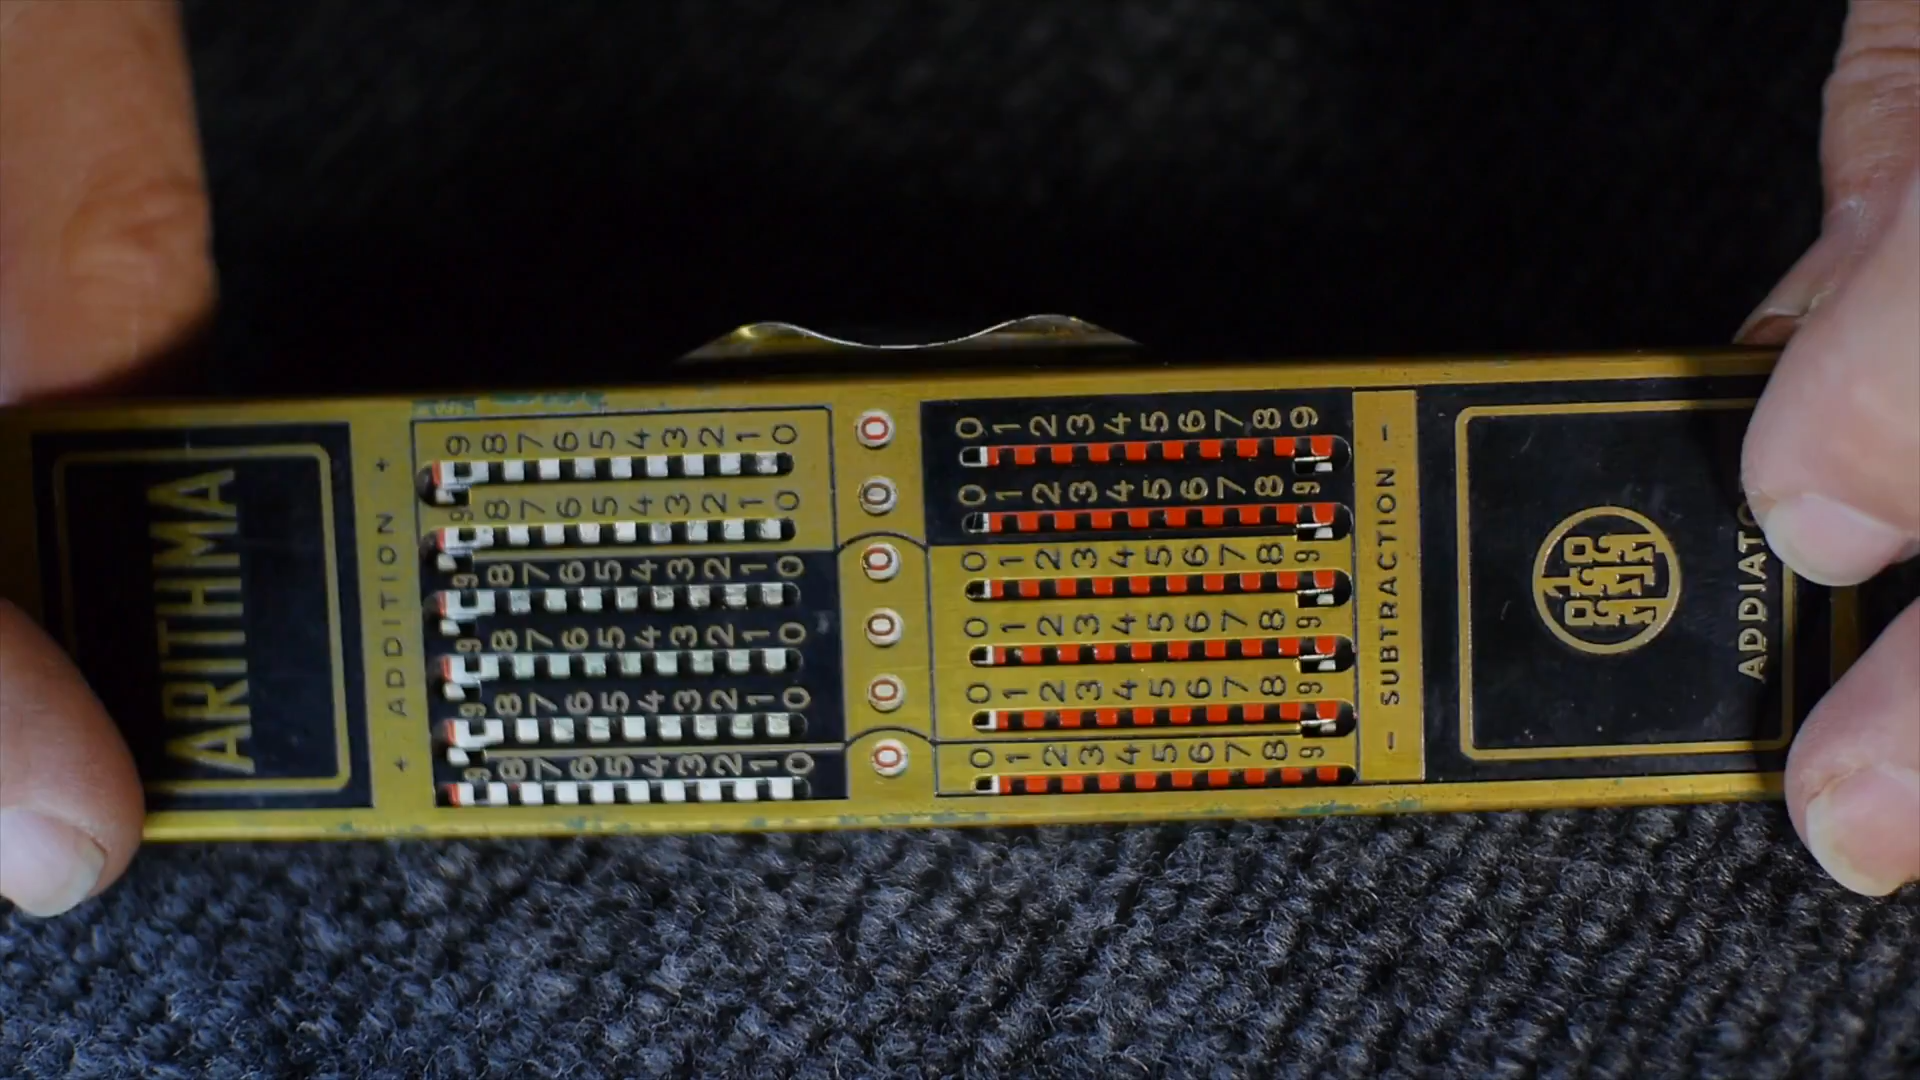 ARITHMA
+ ADDITION +
9 9 9 9 9 9
8 8 8 8 8 8
7 7 7 7 7 7
6 6 6 6 6 6
5 5 5 5 5 5
4 4 4 4 4 4
3 3 3 3 3 3
2 2 2 2 2 2
1 1 1 1 1 1
0 0 0 0 0 0
0 0 0 0 0 0
0 0 0 0 0 0
1 1 1 1 1 1
2 2 2 2 2 2
3 3 3 3 3 3
4 4 4 4 4 4
5 5 5 5 5 5
6 6 6 6 6 6
7 7 7 7 7 7
8 8 8 8 8 8
9 9 9 9 9 9
- SUBTRACTION -
ADDIATO